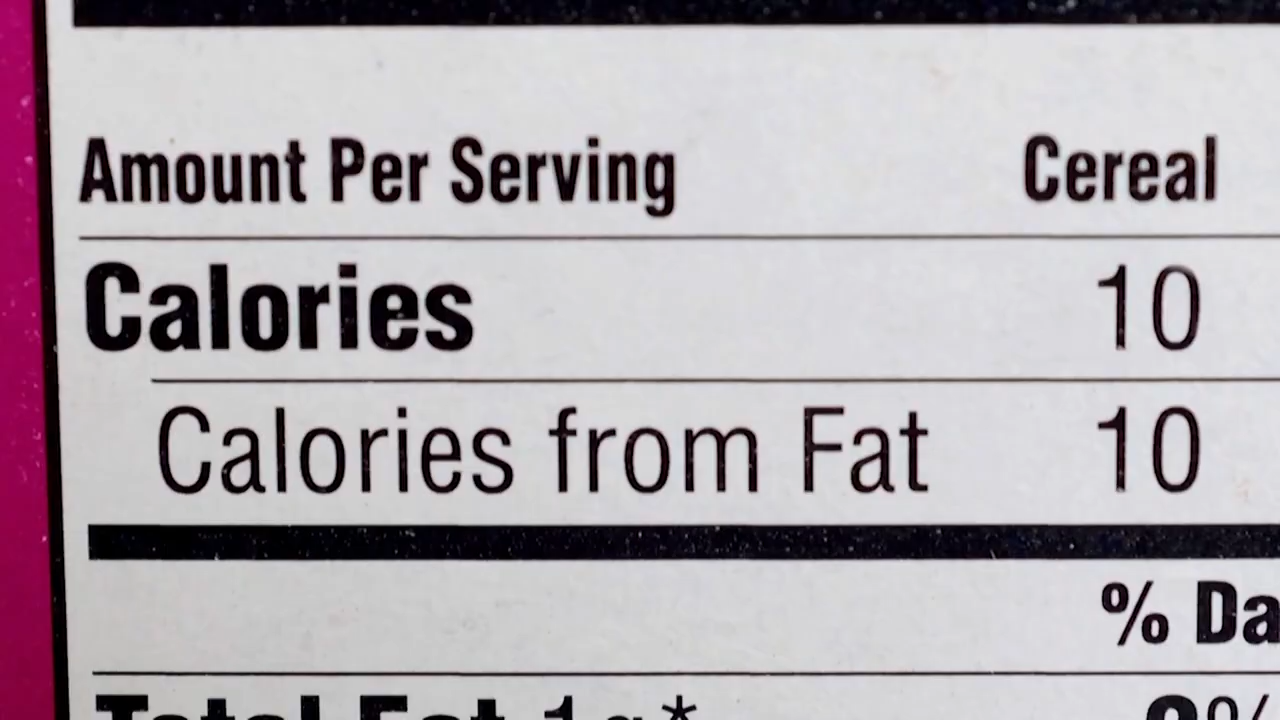 Amount Per Serving Cereal
Calories 10
Calories from Fat 10
% Da
Total Fat 1g*